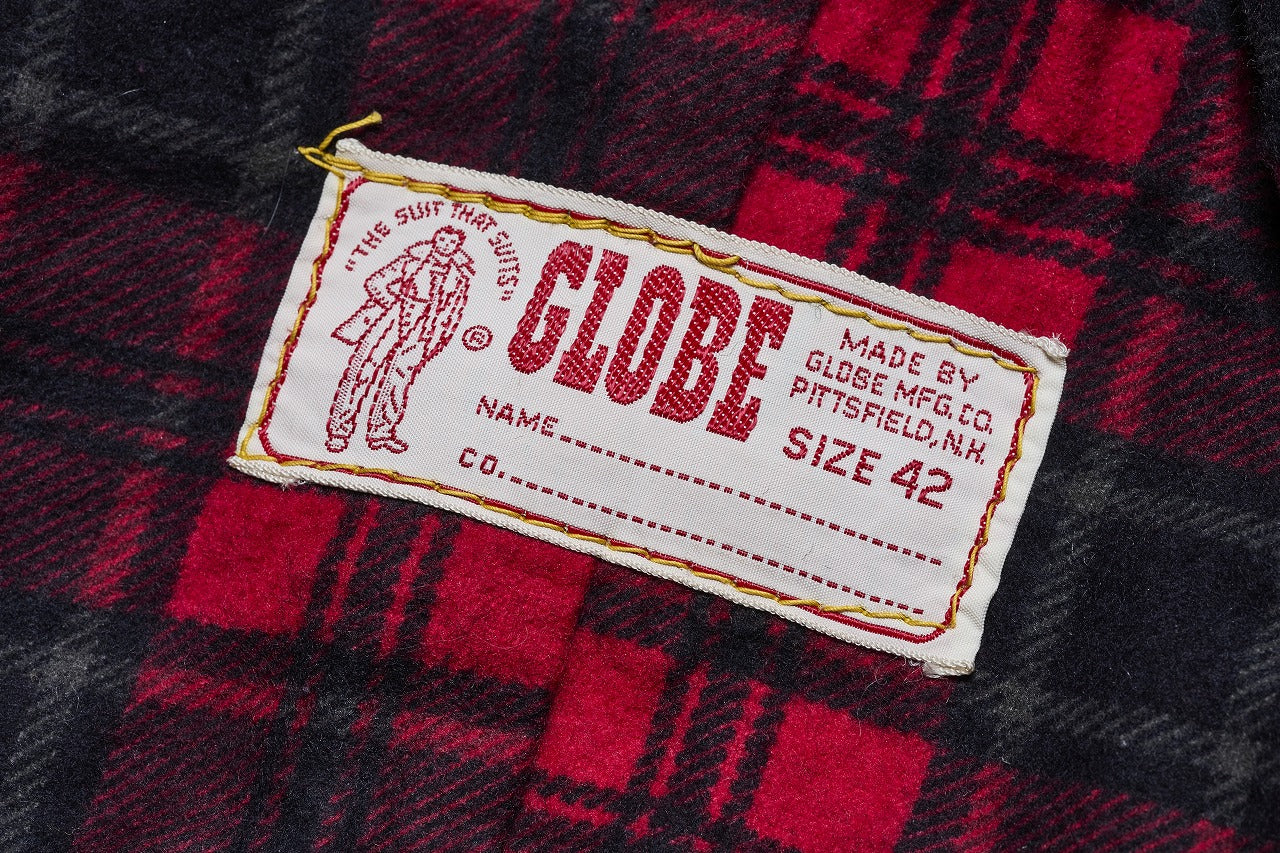 "THE SUIT THAT SUITS"
®
GLOBE
MADE BY
GLOBE MFG. CO.
PITTSFIELD, N.H.
SIZE 42
NAME
CO.